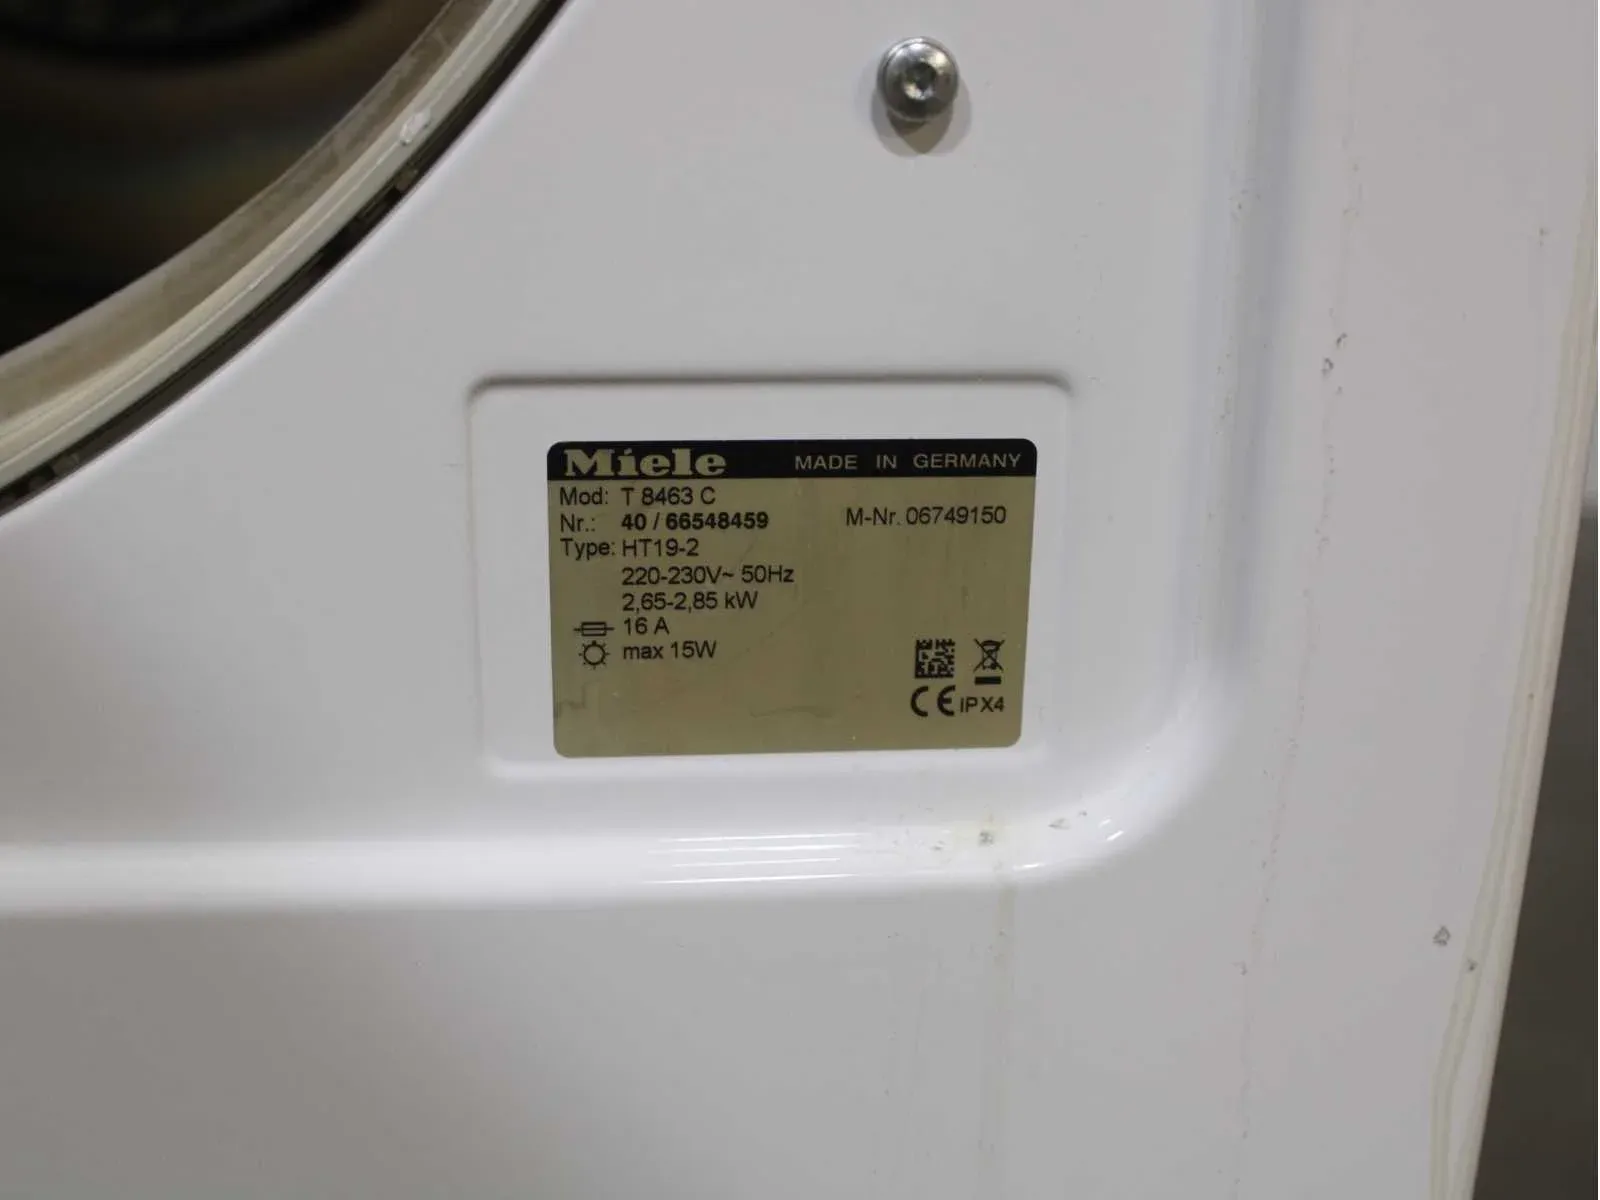 Miele MADE IN GERMANY
Mod: T 8463 C
Nr.: 40 / 66548459 M-Nr. 06749150
Type: HT19-2
220-230V~ 50Hz
2,65-2,85 kW
16 A
max 15W
CE IPX4